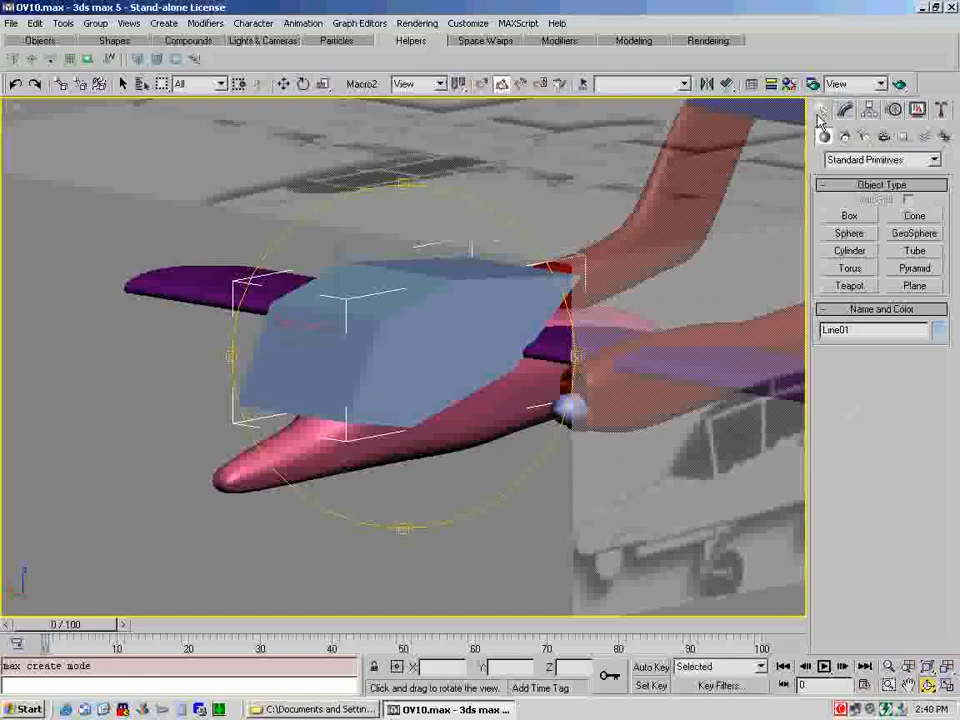 OV10.max - 3ds max 5 - Stand-alone License
File Edit Tools Group Views Create Modifiers Character Animation Graph Editors Rendering Customize MAXScript Help
Objects Shapes Compounds Lights & Cameras Particles Helpers Space Warps Modifiers Modeling Rendering
All Macro2 View View
Standard Primitives
- Object Type
AutoGrid
Box Cone
Sphere GeoSphere
Cylinder Tube
Torus Pyramid
Teapot Plane
- Name and Color
Line01
z
< 0 / 100 >
0 10 20 30 40 50 60 70 80 90 100
max create mode
X: Y: Z
Auto Key Selected
Click and drag to rotate the view. Add Time Tag
Set Key Key Filters... 0
Start C:\Documents and Settin... OV10.max - 3ds max ... 2:40 PM